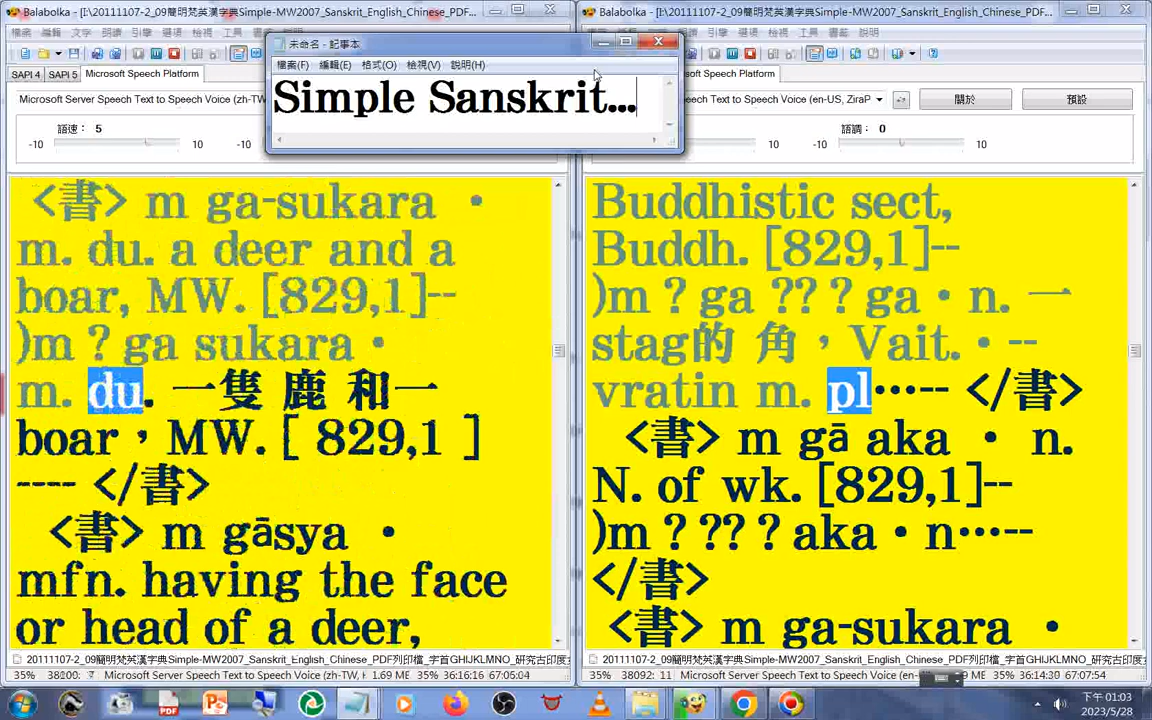 Balabolka - [I:\20111107-2_09簡明梵英漢字典Simple-MW2007_Sanskrit_English_Chinese_PDF...
Balabolka - [I:\20111107-2_09簡明梵英漢字典Simple-MW2007_Sanskrit_English_Chinese_PDF...
未命名 - 記事本
檔案(F) 編輯(E) 格式(O) 檢視(V) 說明(H)
Simple Sanskrit...
SAPI 4 SAPI 5 Microsoft Speech Platform
Speech Platform
Microsoft Server Speech Text to Speech Voice (zh-TW,
eech Text to Speech Voice (en-US, ZiraP
關於 預設
語速： 5
語調： 0
-10 10 -10
10 -10 10
<書> m ga-sukara •
m. du. a deer and a
boar, MW. [829,1]--
)m ? ga sukara •
m. du. 一隻 鹿 和一
boar，MW. [ 829,1 ]
---- </書>
<書> m gāsya •
mfn. having the face
or head of a deer,
Buddhistic sect,
Buddh. [829,1]--
)m ? ga ?? ? ga • n. 一
stag的 角，Vait. • --
vratin m. pl…-- </書>
<書> m gā aka • n.
N. of wk. [829,1]--
)m ? ?? ? aka • n…--
</書>
<書> m ga-sukara •
20111107-2_09簡明梵英漢字典Simple-MW2007_Sanskrit_English_Chinese_PDF列印檔_字首GHIJKLMNO_研究古印度
20111107-2_09簡明梵英漢字典Simple-MW2007_Sanskrit_English_Chinese_PDF列印檔_字首GHIJKLMNO_研究古印度
35% 38100: 7 Microsoft Server Speech Text to Speech Voice (zh-TW, 1.69 MB 35% 36:16:16 67:05:04
35% 38092: 11 Microsoft Server Speech Text to Speech Voice (en- 35% 36:14:30 67:07:54
下午 01:03
2023/5/28